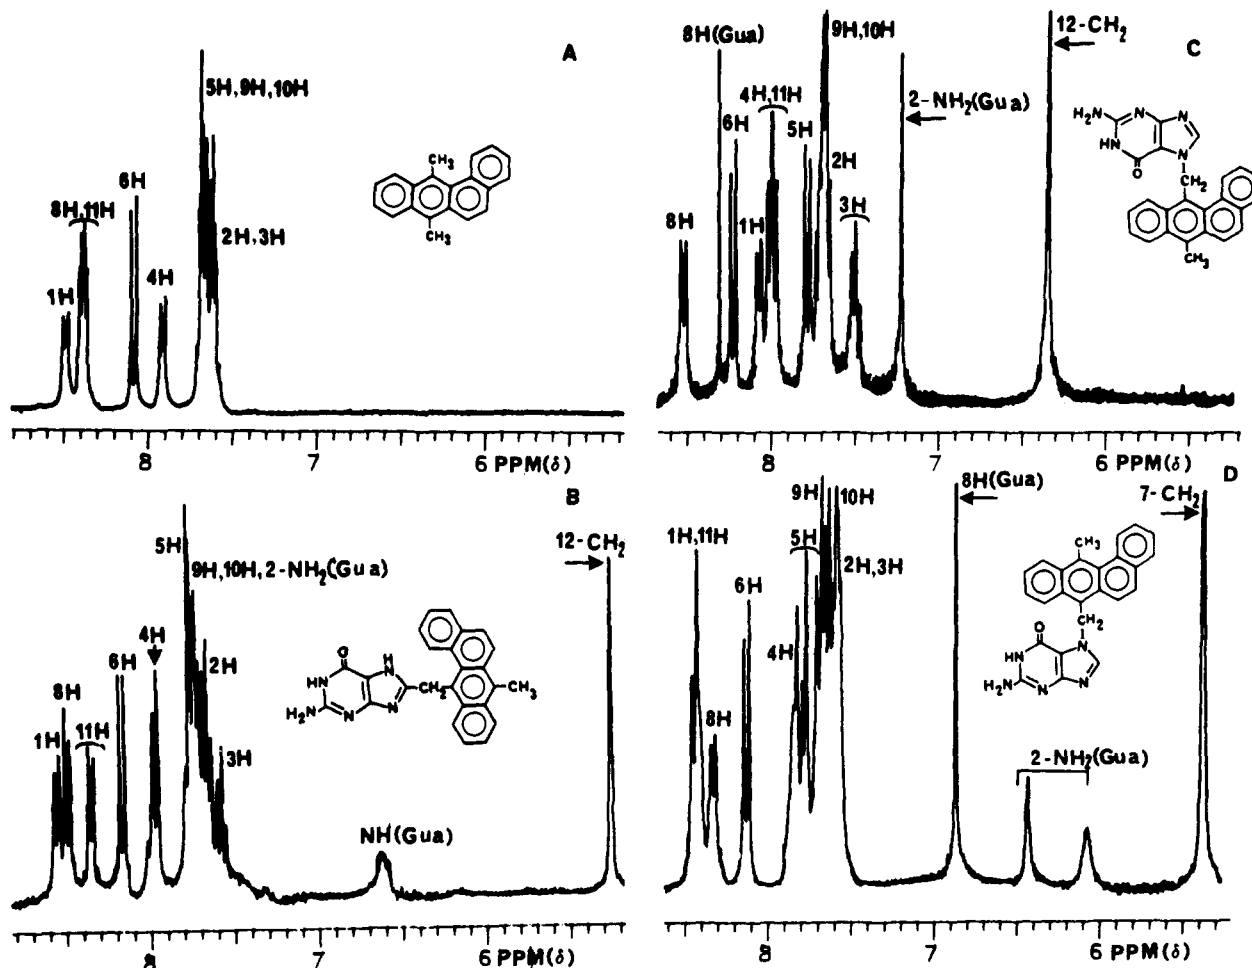 A
5H,9H,10H
6H
8H,11H
1H
4H
2H,3H
CH3
CH3
8
7
6 PPM(δ)
B
5H
9H,10H,2-NH2(Gua)
12-CH2
4H
6H
2H
8H
1H
11H
3H
NH(Gua)
O
H
N
HN
H2N
N
N
CH2
CH3
8
7
6 PPM(δ)
C
8H(Gua)
9H,10H
12-CH2
4H,11H
6H
5H
2-NH2(Gua)
2H
3H
8H
1H
H2N
N
N
HN
N
O
CH2
CH3
8
7
6 PPM(δ)
D
9H
10H
8H(Gua)
7-CH2
1H,11H
5H
2H,3H
6H
4H
8H
2-NH2(Gua)
CH3
CH2
O
N
HN
H2N
N
N
8
7
6 PPM(δ)